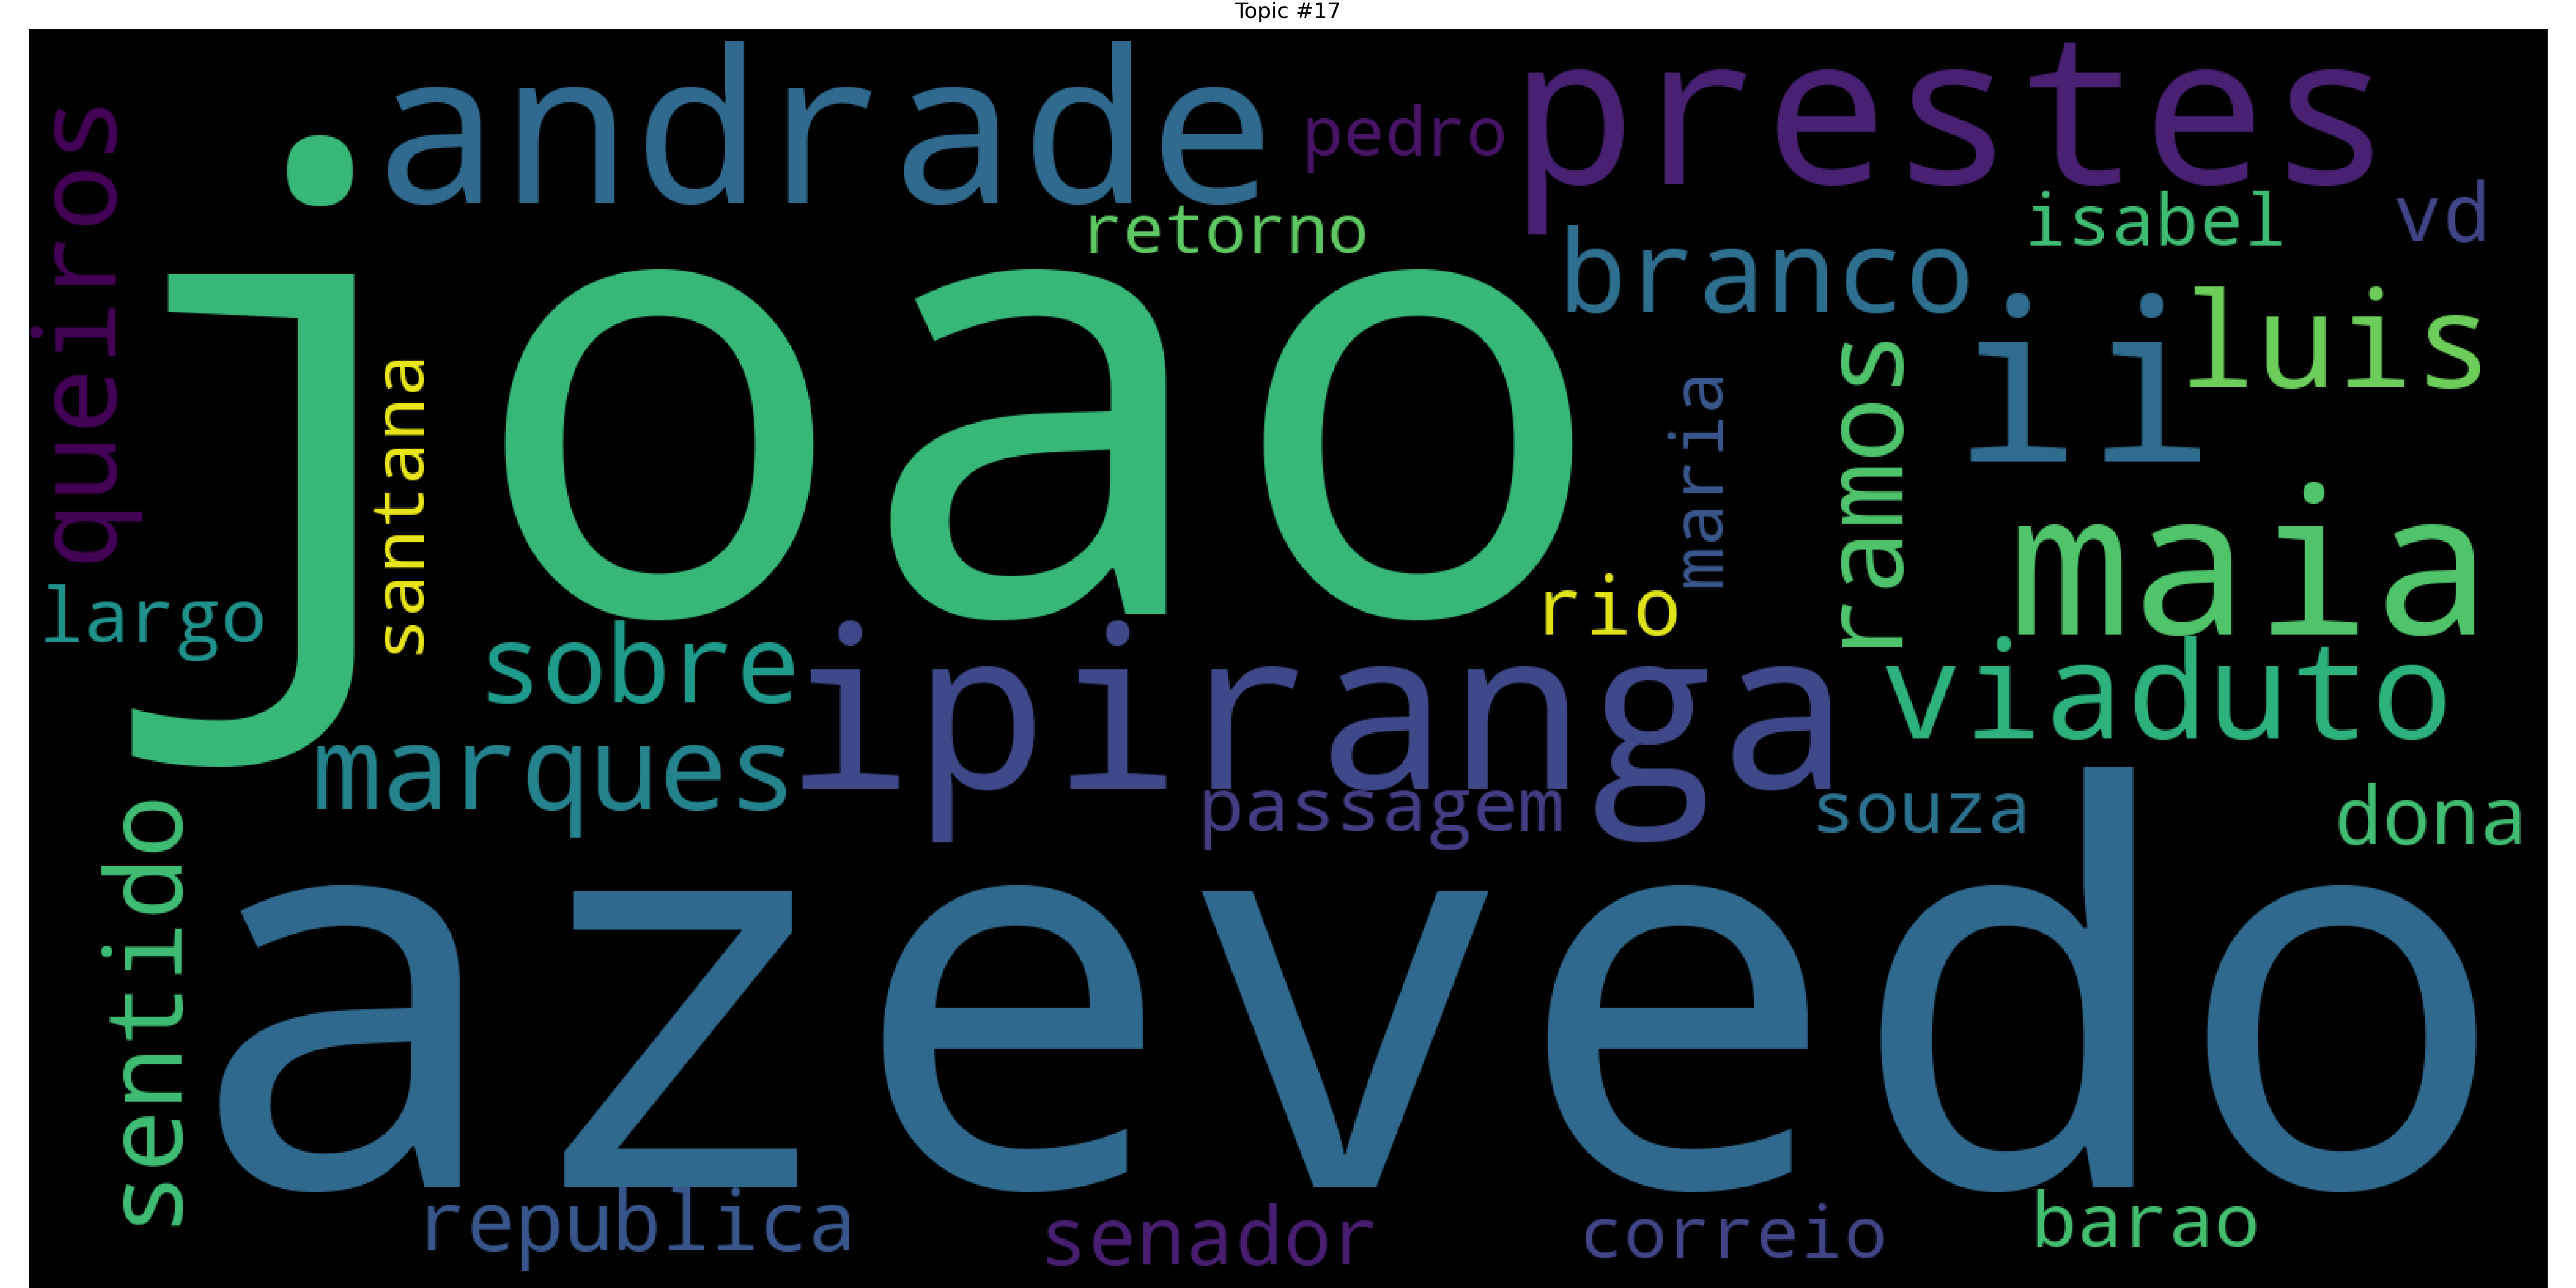 Topic #17
andrade
prestes
pedro
queiros
isabel
vd
retorno
joao
branco
ii
luis
ramos
santana
maria
maia
rio
largo
sobre
ipiranga
viaduto
marques
passagem
souza
dona
sentido
azevedo
republica
senador
correio
barao